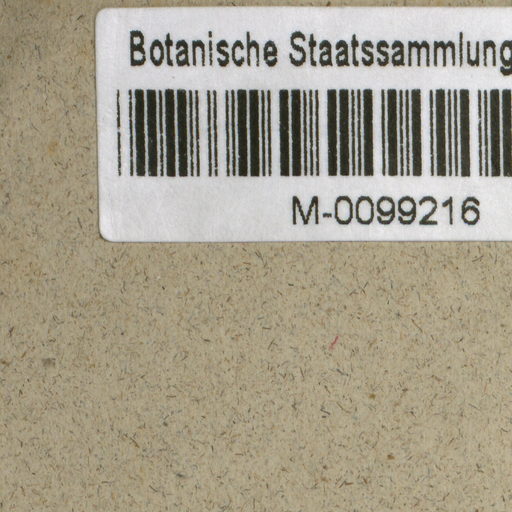 Botanische Staatssammlung
M-0099216